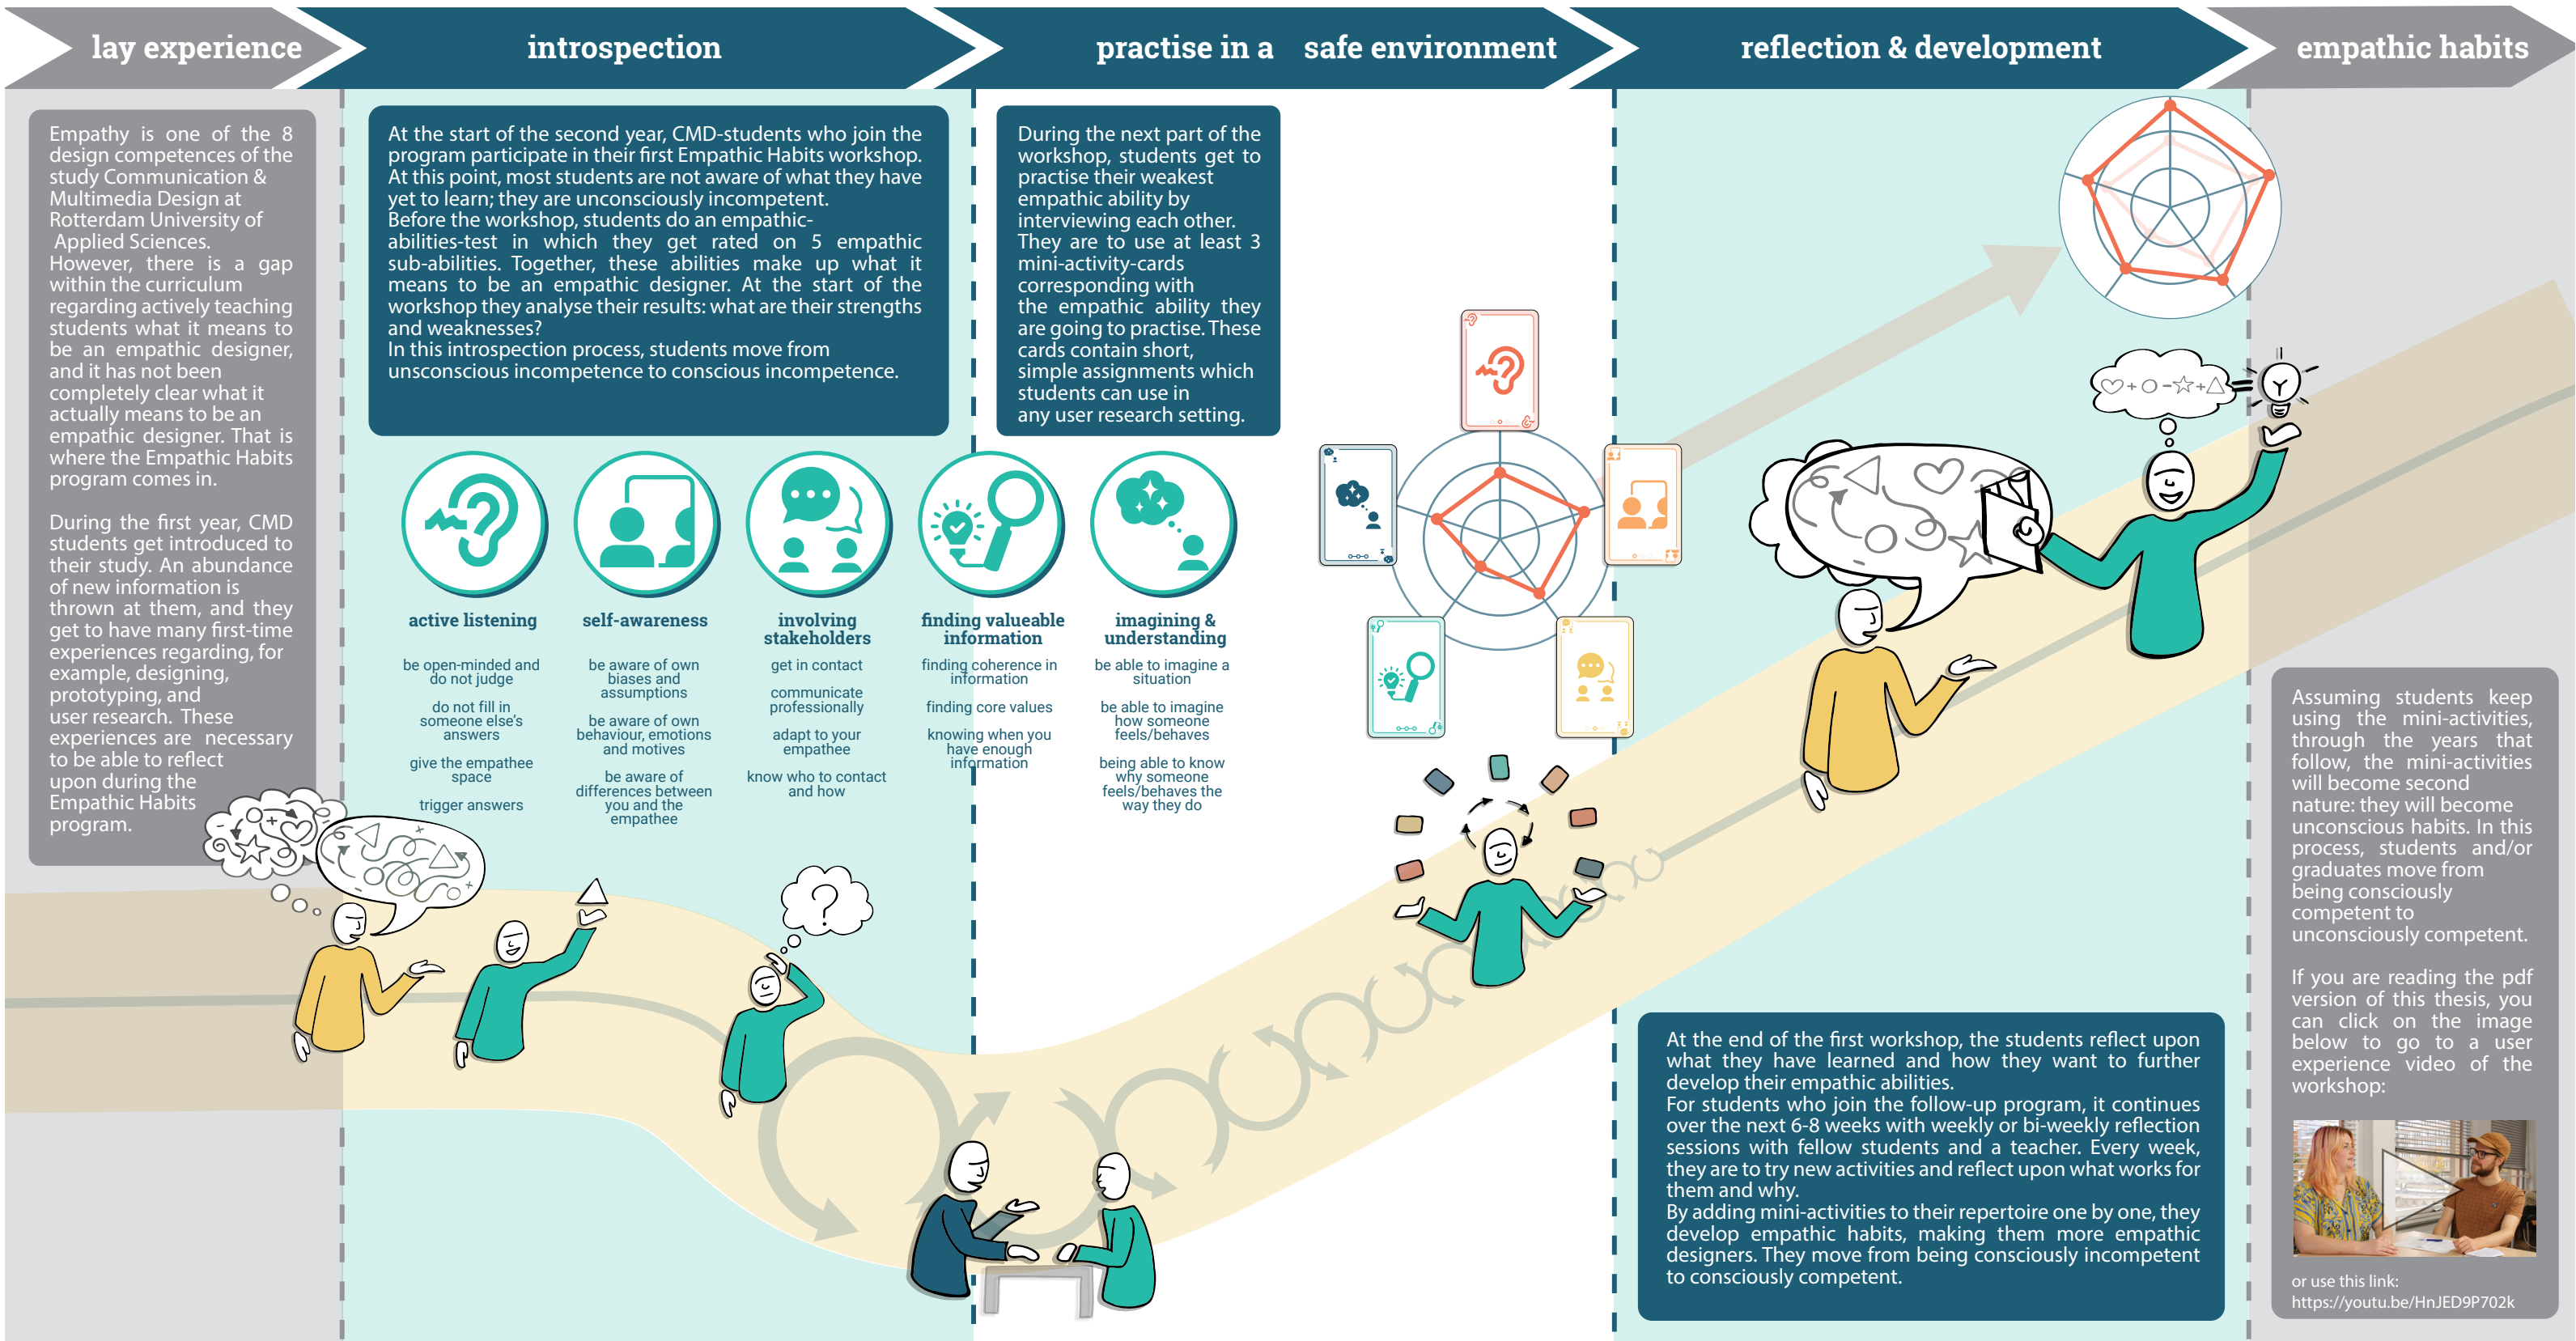 lay experience
introspection
practise in a safe environment
reflection & development
empathic habits
Empathy is one of the 8
design competences of the
study Communication &
Multimedia Design at
Rotterdam University of
Applied Sciences.
However, there is a gap
within the curriculum
regarding actively teaching
students what it means to
be an empathic designer,
and it has not been
completely clear what it
actually means to be an
empathic designer. That is
where the Empathic Habits
program comes in.
During the first year, CMD
students get introduced to
their study. An abundance
of new information is
thrown at them, and they
get to have many first-time
experiences regarding, for
example, designing,
prototyping, and
user research. These
experiences are necessary
to be able to reflect
upon during the
Empathic Habits
program.
At the start of the second year, CMD-students who join the
program participate in their first Empathic Habits workshop.
At this point, most students are not aware of what they have
yet to learn; they are unconsciously incompetent.
Before the workshop, students do an empathic-
abilities-test in which they get rated on 5 empathic
sub-abilities. Together, these abilities make up what it
means to be an empathic designer. At the start of the
workshop they analyse their results: what are their strengths
and weaknesses?
In this introspection process, students move from
unsconscious incompetence to conscious incompetence.
During the next part of the
workshop, students get to
practise their weakest
empathic ability by
interviewing each other.
They are to use at least 3
mini-activity-cards
corresponding with
the empathic ability they
are going to practise. These
cards contain short,
simple assignments which
students can use in
any user research setting.
active listening
be open-minded and
do not judge
do not fill in
someone else's
answers
give the empathee
space
trigger answers
self-awareness
be aware of own
biases and
assumptions
be aware of own
behaviour, emotions
and motives
be aware of
differences between
you and the
empathee
involving
stakeholders
get in contact
communicate
professionally
adapt to your
empathee
know who to contact
and how
finding valueable
information
finding coherence in
information
finding core values
knowing when you
have enough
information
imagining &
understanding
be able to imagine a
situation
be able to imagine
how someone
feels/behaves
being able to know
why someone
feels/behaves the
way they do
?
At the end of the first workshop, the students reflect upon
what they have learned and how they want to further
develop their empathic abilities.
For students who join the follow-up program, it continues
over the next 6-8 weeks with weekly or bi-weekly reflection
sessions with fellow students and a teacher. Every week,
they are to try new activities and reflect upon what works for
them and why.
By adding mini-activities to their repertoire one by one, they
develop empathic habits, making them more empathic
designers. They move from being consciously incompetent
to consciously competent.
Assuming students keep
using the mini-activities,
through the years that
follow, the mini-activities
will become second
nature: they will become
unconscious habits. In this
process, students and/or
graduates move from
being consciously
competent to
unconsciously competent.
If you are reading the pdf
version of this thesis, you
can click on the image
below to go to a user
experience video of the
workshop:
or use this link:
https://youtu.be/HnJED9P702k